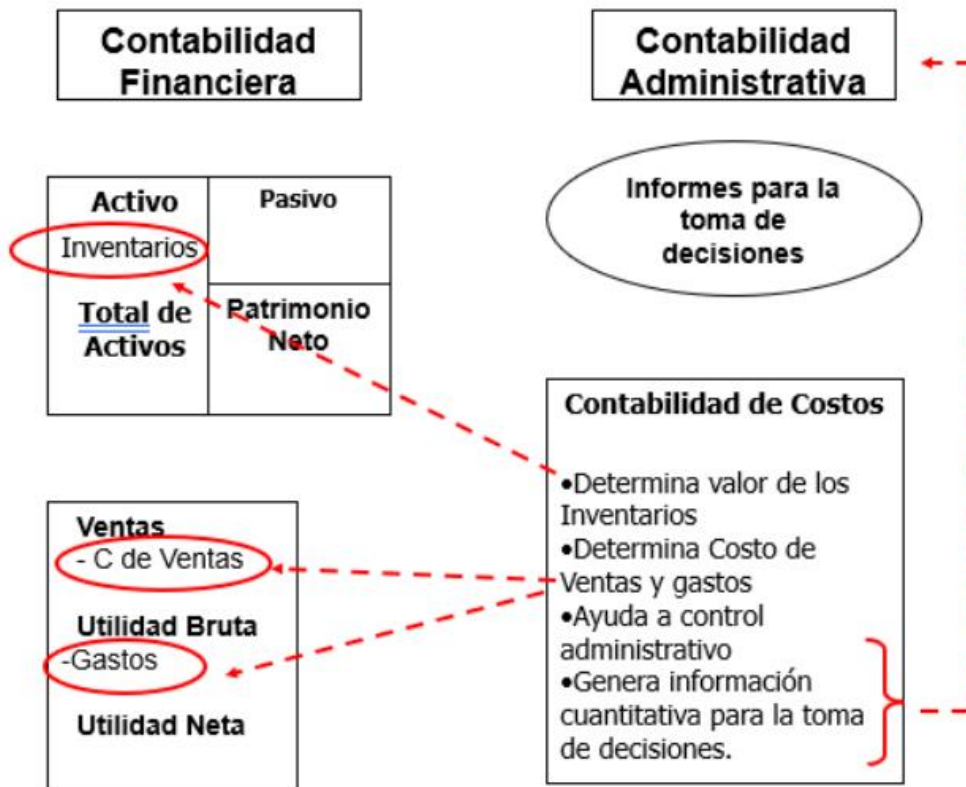 Contabilidad
Financiera
Contabilidad
Administrativa
Activo
Inventarios
Total de
Activos
Pasivo
Patrimonio
Neto
Informes para la
toma de
decisiones
Ventas
- C de Ventas
Utilidad Bruta
-Gastos
Utilidad Neta
Contabilidad de Costos
•Determina valor de los
Inventarios
•Determina Costo de
Ventas y gastos
•Ayuda a control
administrativo
•Genera información
cuantitativa para la toma
de decisiones.